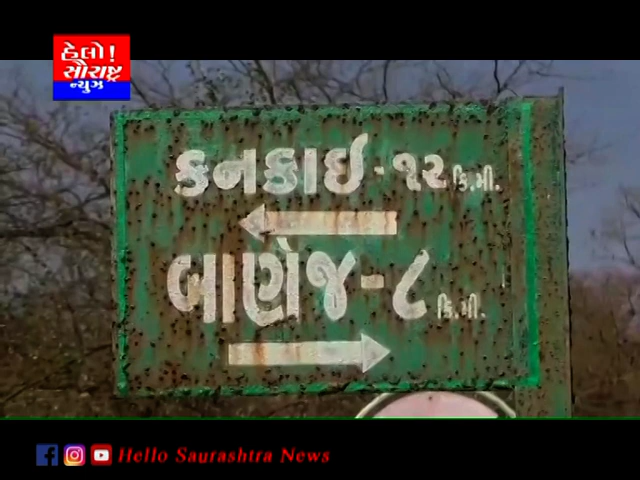 હેલો!
સૌરાષ્ટ્ર
ન્યુઝ
કનકાઈ - ૧૨ કિ.મી.
બાણેજ - ૮ કિ.મી.
Hello Saurashtra News